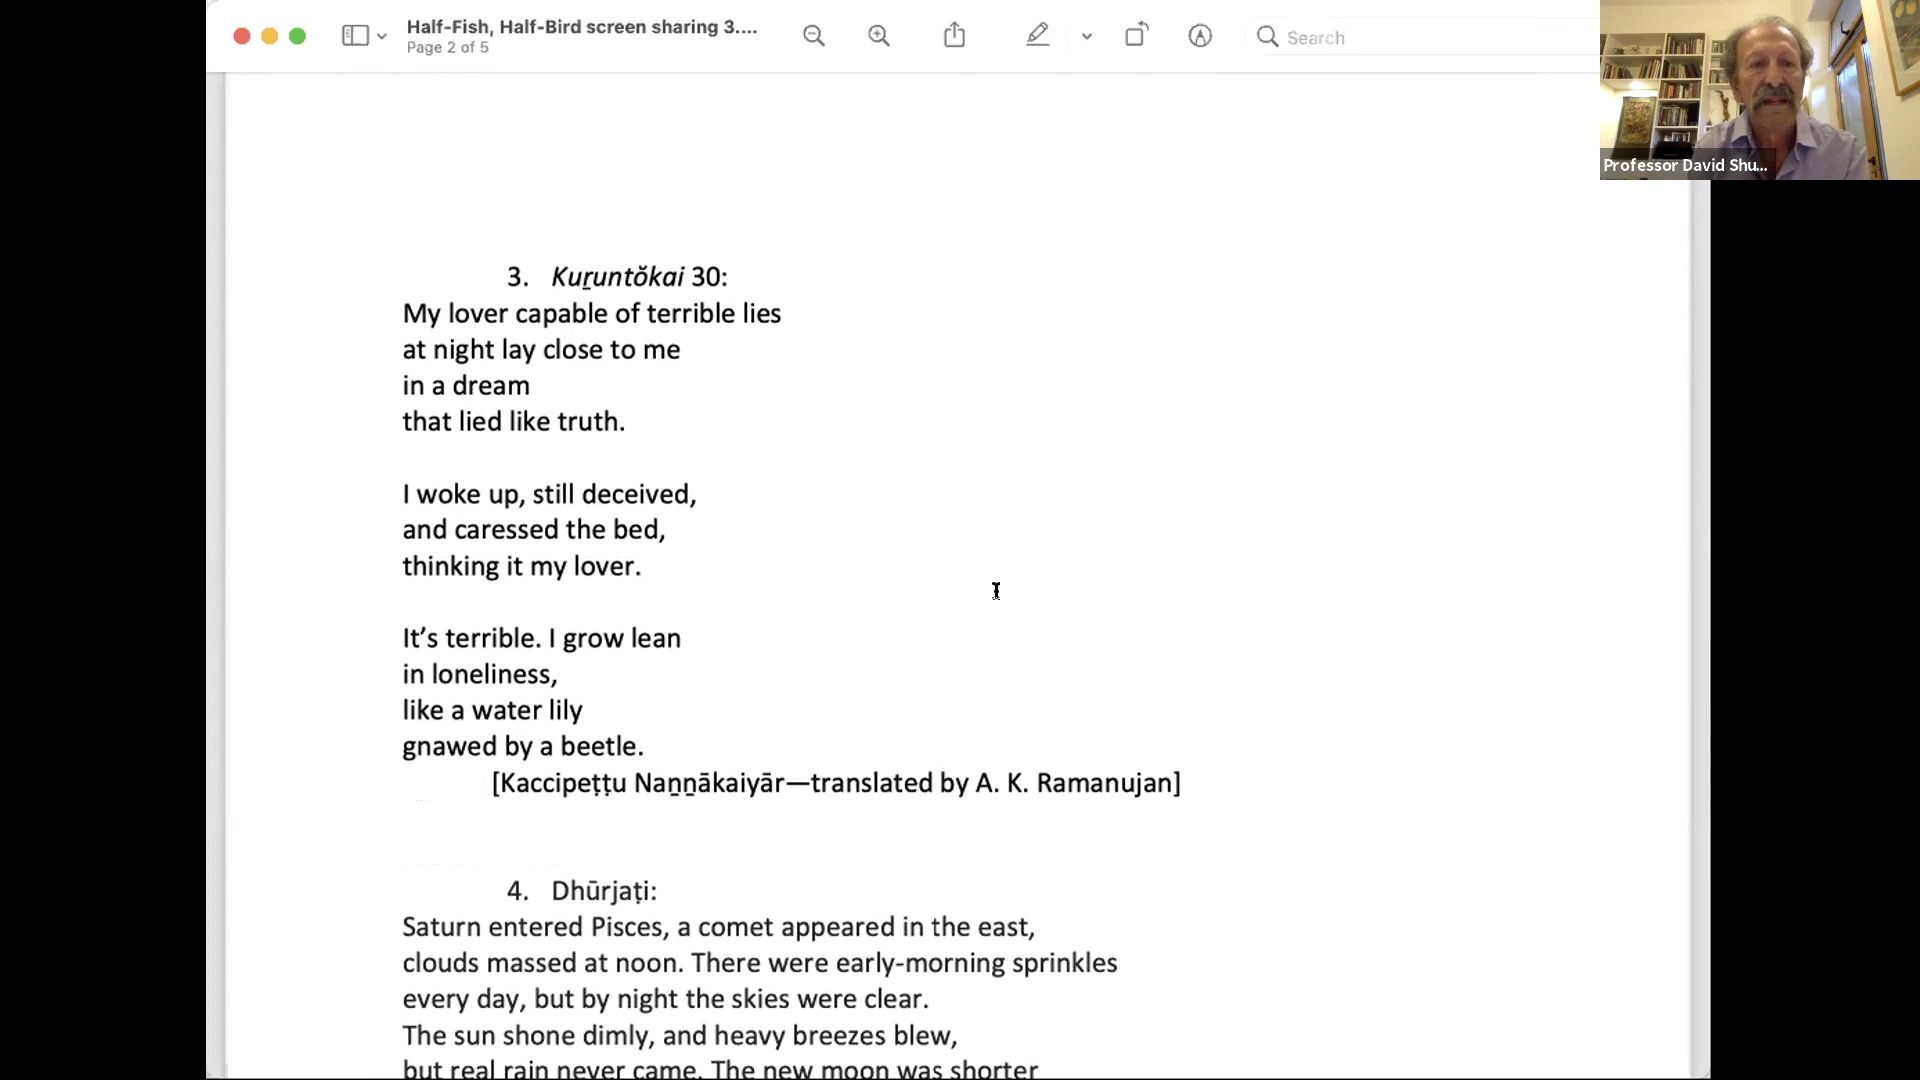 Half-Fish, Half-Bird screen sharing 3....
Page 2 of 5
Search
Professor David Shu...
3. Kuṟuntŏkai 30:
My lover capable of terrible lies
at night lay close to me
in a dream
that lied like truth.
I woke up, still deceived,
and caressed the bed,
thinking it my lover.
It’s terrible. I grow lean
in loneliness,
like a water lily
gnawed by a beetle.
[Kaccipeṭṭu Naṉṉākaiyār—translated by A. K. Ramanujan]
4. Dhūrjaṭi:
Saturn entered Pisces, a comet appeared in the east,
clouds massed at noon. There were early-morning sprinkles
every day, but by night the skies were clear.
The sun shone dimly, and heavy breezes blew,
but real rain never came. The new moon was shorter